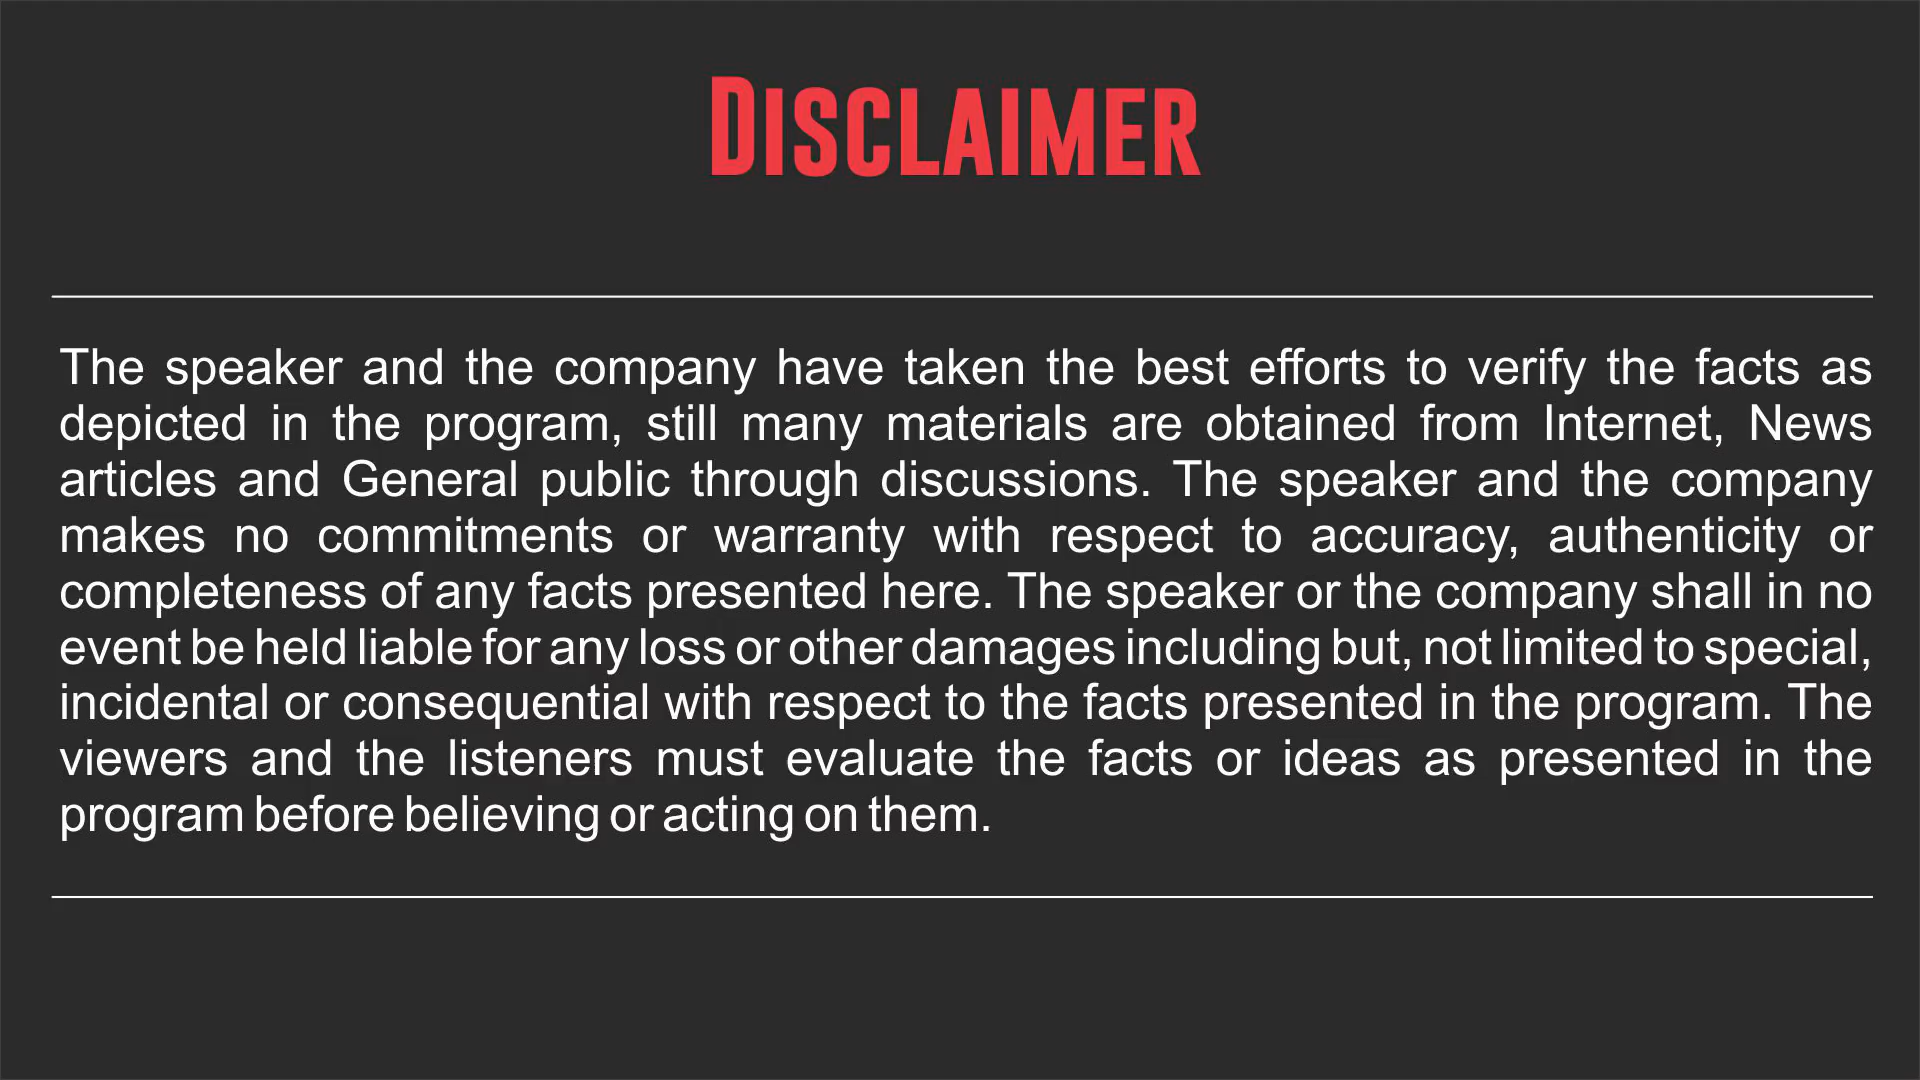 DISCLAIMER
The speaker and the company have taken the best efforts to verify the facts as
depicted in the program, still many materials are obtained from Internet, News
articles and General public through discussions. The speaker and the company
makes no commitments or warranty with respect to accuracy, authenticity or
completeness of any facts presented here. The speaker or the company shall in no
event be held liable for any loss or other damages including but, not limited to special,
incidental or consequential with respect to the facts presented in the program. The
viewers and the listeners must evaluate the facts or ideas as presented in the
program before believing or acting on them.